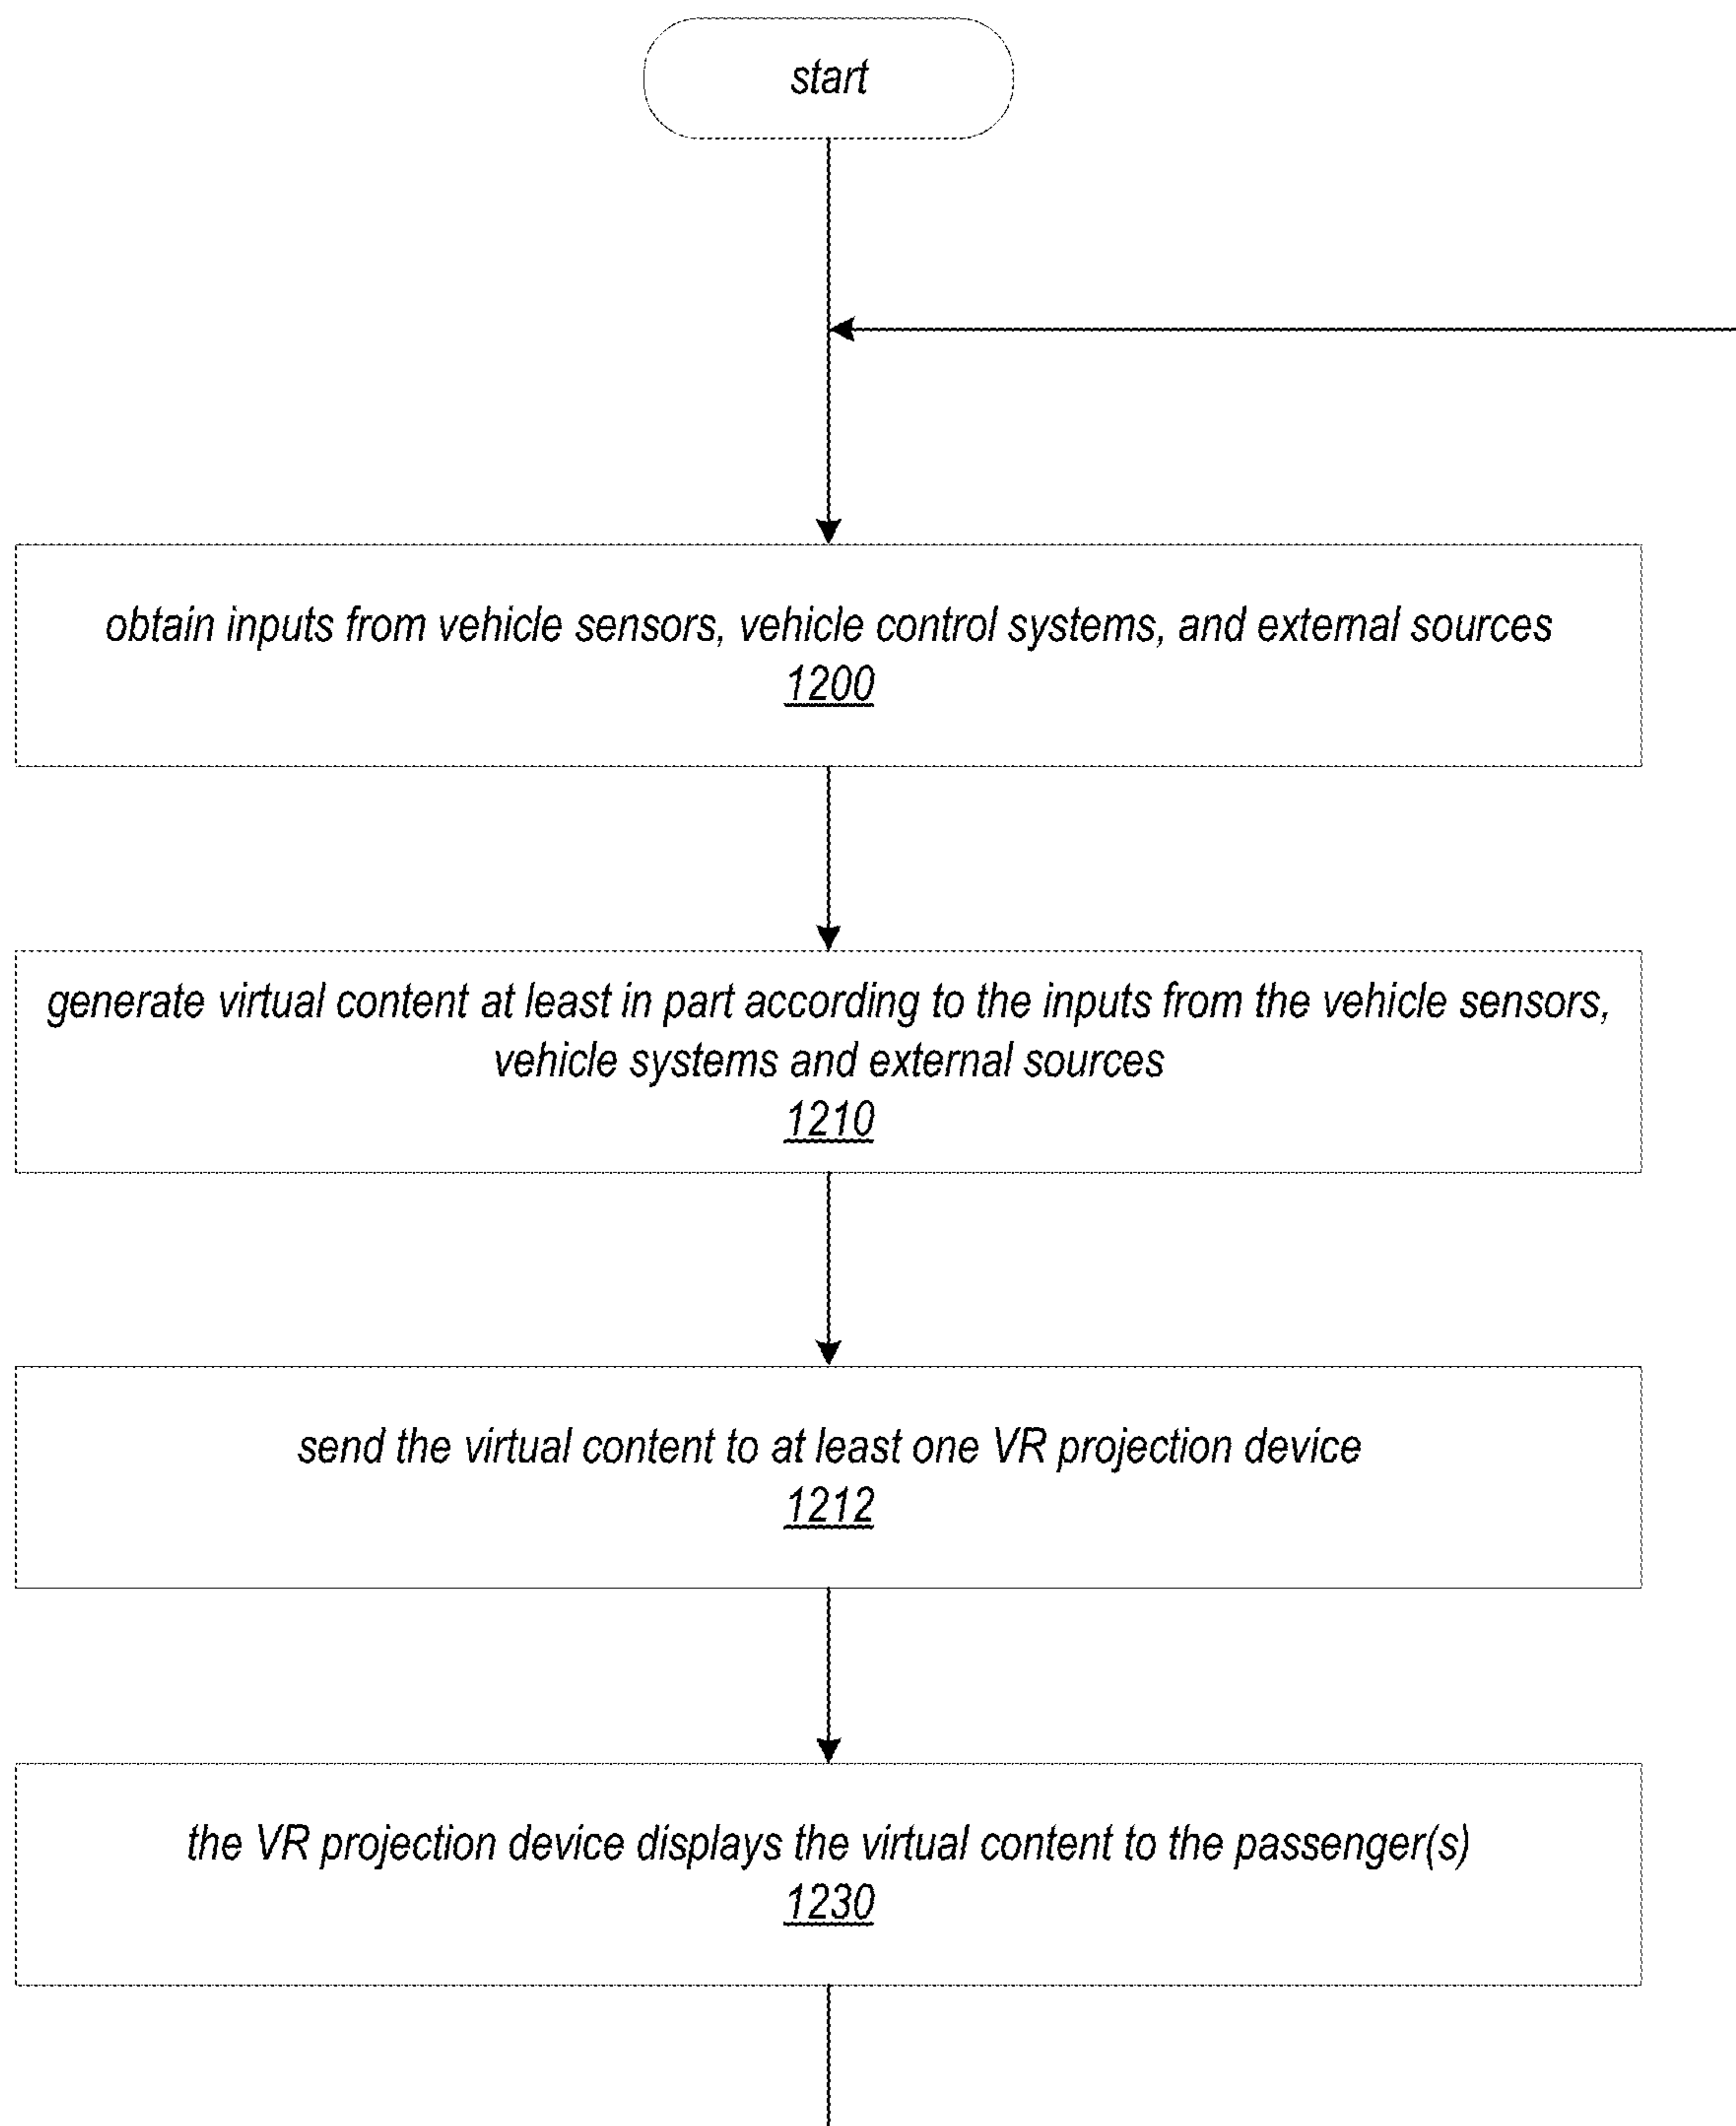 start
obtain inputs from vehicle sensors, vehicle control systems, and external sources
1200
generate virtual content at least in part according to the inputs from the vehicle sensors,
vehicle systems and external sources
1210
send the virtual content to at least one VR projection device
1212
the VR projection device displays the virtual content to the passenger(s)
1230